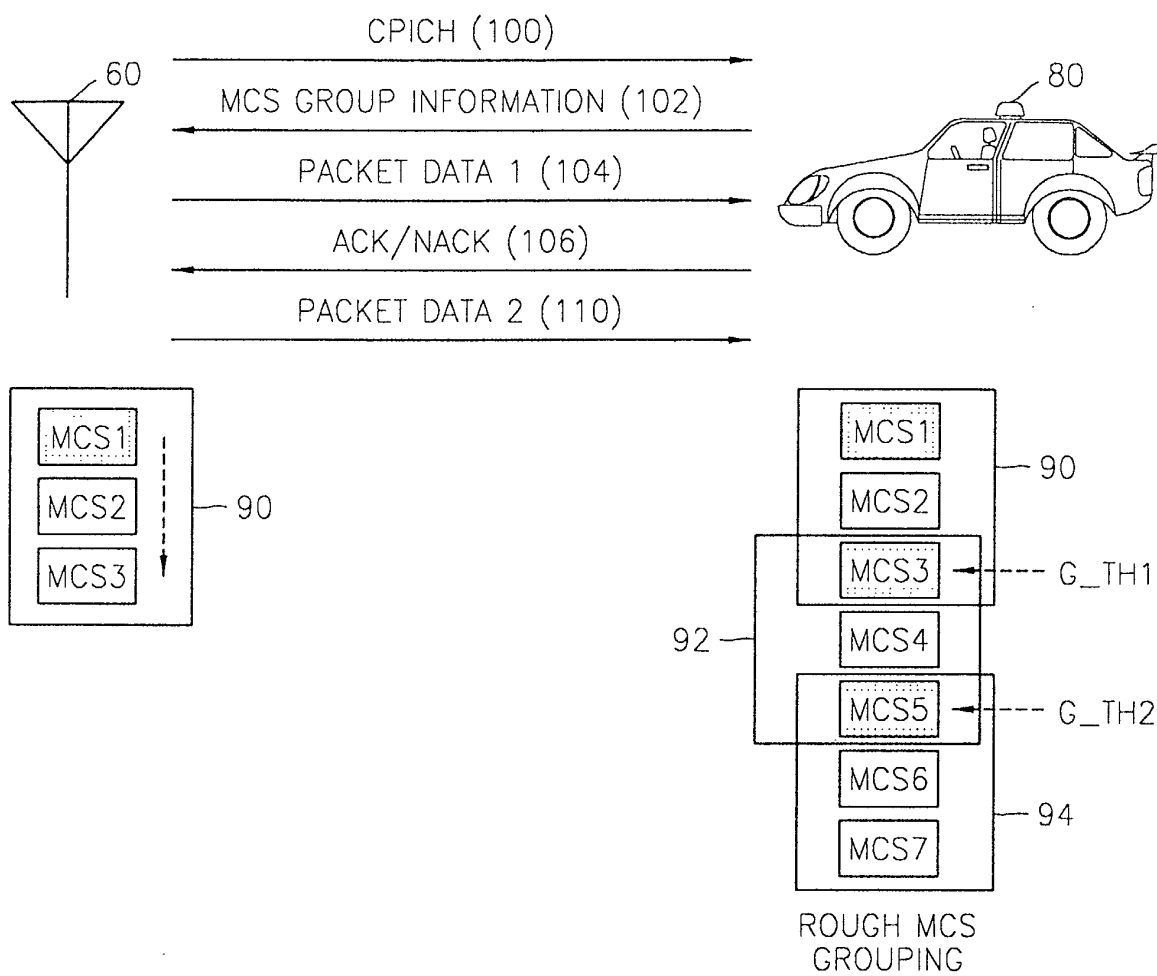 CPICH (100)
60
80
MCS GROUP INFORMATION (102)
PACKET DATA 1 (104)
ACK/NACK (106)
PACKET DATA 2 (110)
MCS1
MCS2
MCS3
90
MCS1
MCS2
MCS3
MCS4
MCS5
MCS6
MCS7
90
G_TH1
92
G_TH2
94
ROUGH MCS
GROUPING